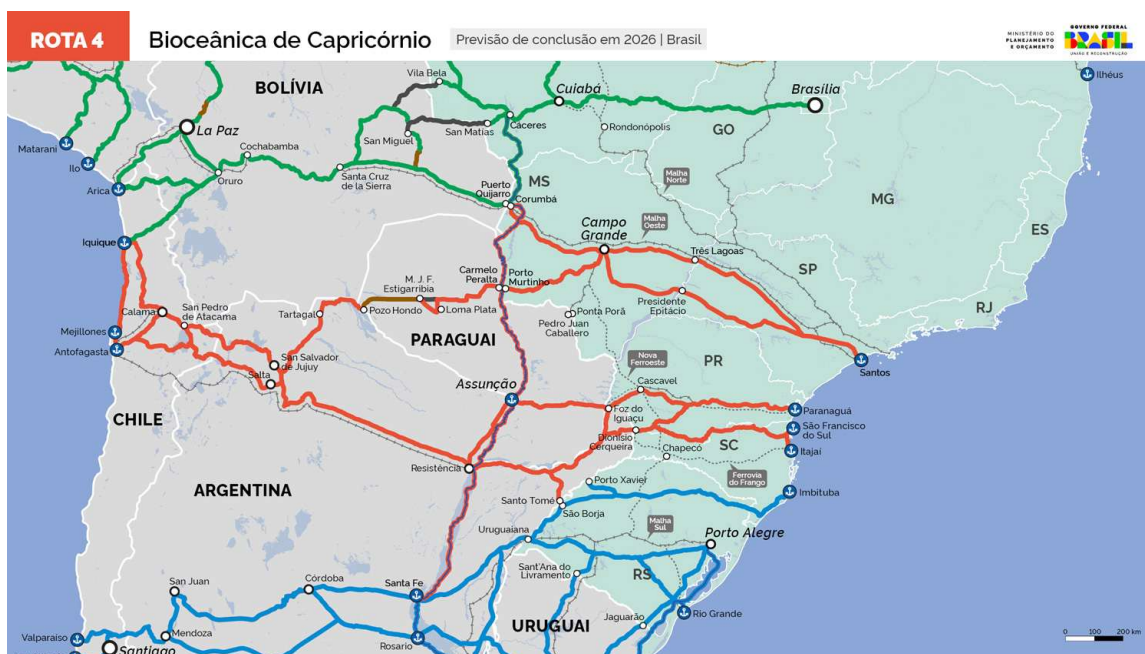 ROTA 4
Bioceânica de Capricórnio
Previsão de conclusão em 2026 | Brasil
MINISTÉRIO DO
PLANEJAMENTO
E ORÇAMENTO
GOVERNO FEDERAL
BRASIL
UNIÃO E RECONSTRUÇÃO
Ilhéus
Vila Bela
BOLÍVIA
Cuiabá
Brasília
La Paz
San Matías
Cáceres
Rondonópolis
GO
Matarani
San Miguel
Cochabamba
Ilo
Santa Cruz
de la Sierra
Malha
Norte
Arica
Oruro
Puerto
Quijarro
MS
MG
Corumbá
Malha
Oeste
Campo
Grande
ES
Iquique
Três Lagoas
SP
Carmelo
Peralta
Porto
Murtinho
M. J. F.
Estigarribia
Presidente
Epitácio
RJ
Calama
San Pedro
de Atacama
Tartagal
Pozo Hondo
Loma Plata
Ponta Porã
Pedro Juan
Caballero
Mejillones
PARAGUAI
Antofagasta
San Salvador
de Jujuy
Nova
Ferroeste
PR
Santos
Salta
Assunção
Cascavel
CHILE
Foz do
Iguaçu
Paranaguá
São Francisco
do Sul
Dionísio
Cerqueira
SC
Chapecó
Itajaí
Resistência
Ferrovia
do Frango
ARGENTINA
Porto Xavier
Imbituba
Santo Tomé
São Borja
Malha
Sul
Uruguaiana
Porto Alegre
Sant'Ana do
Livramento
RS
San Juan
Córdoba
Santa Fe
Rio Grande
Jaguarão
URUGUAI
Valparaíso
Mendoza
Rosario
Santiago
0 100 200 km